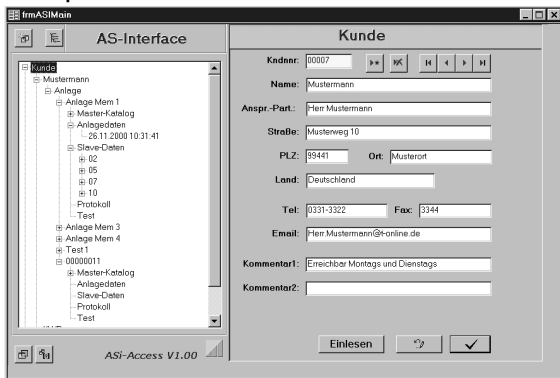 frmASIMain
AS-Interface
Kunde
Mustermann
Anlage
Anlage Mem 1
Master-Katalog
Anlagedaten
26.11.2000 10:31:41
Slave-Daten
02
05
07
10
Protokoll
Test
Anlage Mem 3
Anlage Mem 4
Test 1
00000011
Master-Katalog
Anlagedaten
Slave-Daten
Protokoll
Test
ASi-Access V1.00
Kunde
Kndnnr: 00007
Name: Mustermann
Anspr.-Part.: Herr Mustermann
Straße: Musterweg 10
PLZ: 99441 Ort: Musterort
Land: Deutschland
Tel: 0331-3322 Fax: 3344
Email: Herr.Mustermann@t-online.de
Kommentar1: Erreichbar Montags und Dienstags
Kommentar2:
Einlesen